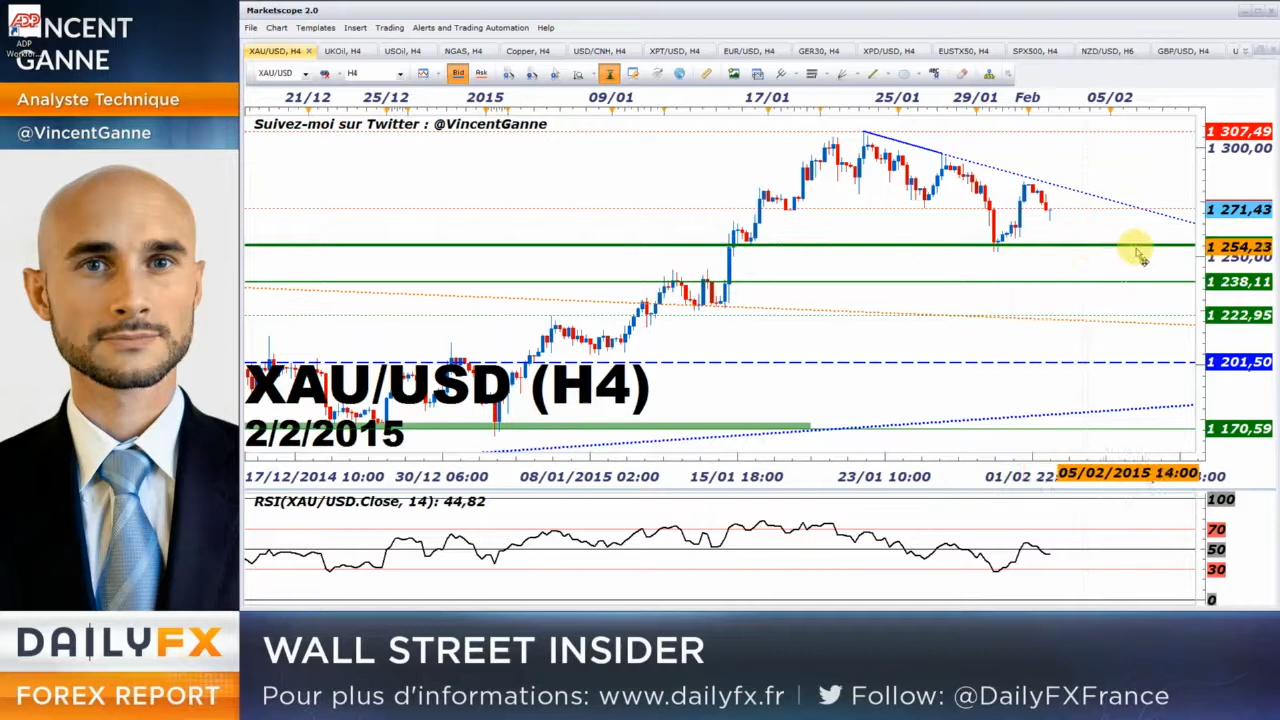 ADP
VINCENT
GANNE
Analyste Technique
@VincentGanne
Marketscope 2.0
File Chart Templates Insert Trading Alerts and Trading Automation Help
XAU/USD, H4 UKOil, H4 USOil, H4 NGAS, H4 Copper, H4 USD/CNH, H4 XPT/USD, H4 EUR/USD, H4 GER30, H4 XPD/USD, H4 EUSTX50, H4 SPX500, H4 NZD/USD, H6 GBP/USD, H4
XAU/USD H4 Bid Ask
21/12 25/12 2015 09/01 17/01 25/01 29/01 Feb 05/02
Suivez-moi sur Twitter : @VincentGanne
1 307,49
1 300,00
1 271,43
1 254,23
1 250,00
1 238,11
1 222,95
1 201,50
1 170,59
XAU/USD (H4)
2/2/2015
17/12/2014 10:00 30/12 06:00 08/01/2015 02:00 15/01 18:00 23/01 10:00 01/02 22: 05/02/2015 14:00 :00
RSI(XAU/USD.Close, 14): 44,82
100
70
50
30
0
DAILYFX
FOREX REPORT
WALL STREET INSIDER
Pour plus d'informations: www.dailyfx.fr | Follow: @DailyFXFrance